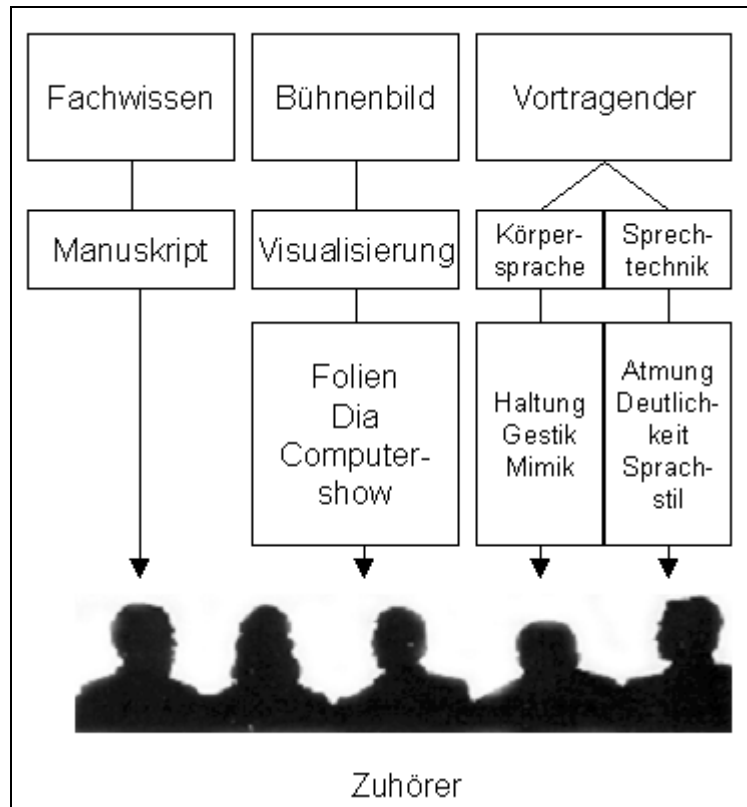 Fachwissen
Bühnenbild
Vortragender
Manuskript
Visualisierung
Körper-
sprache
Sprech-
technik
Folien
Dia
Computer-
show
Haltung
Gestik
Mimik
Atmung
Deutlich-
keit
Sprach-
stil
Zuhörer